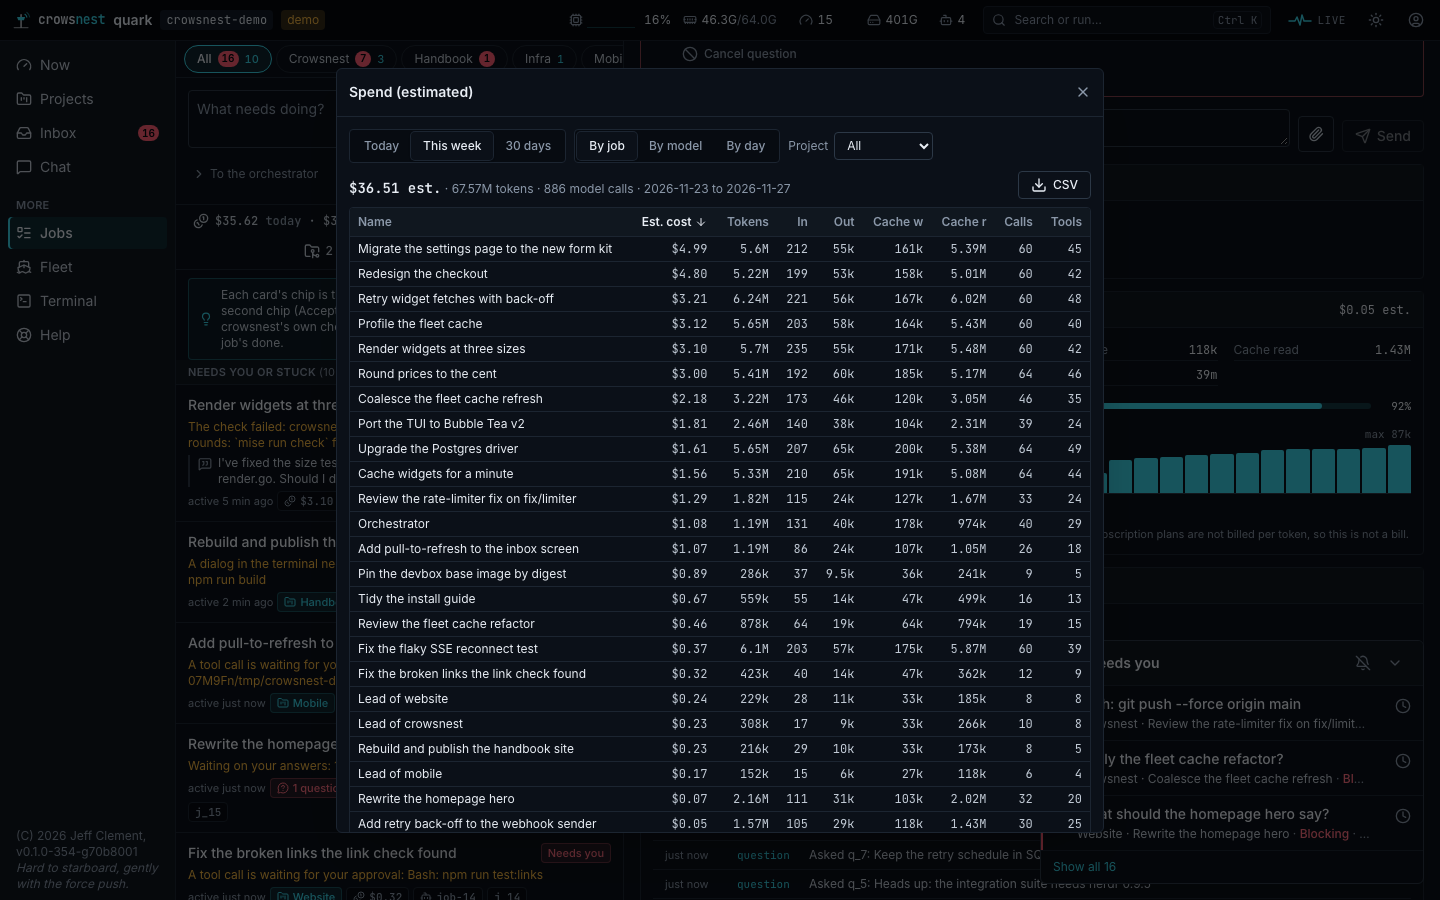 crowsnest quark crowsnest-demo demo 16% 46.3G/64.0G 15 401G 4 Search or run... Ctrl K LIVE
Now
Projects
Inbox 16
Chat
MORE
Jobs
Fleet
Terminal
Help
(C) 2026 Jeff Clement,
v0.1.0-354-g70b8001
Hard to starboard, gently
with the force push.
All 16 10 Crowsnest 7 3 Handbook 1 Infra 1 Mobi
What needs doing?
To the orchestrator
$35.62 today ·
2
Each card's chip is
second chip (Accep
crowsnest's own che
job's done.
NEEDS YOU OR STUCK (10
Render widgets at thre
The check failed: crowsne
rounds: `mise run check`
I've fixed the size tes
render.go. Should I d
active 5 min ago $3.10
Rebuild and publish th
A dialog in the terminal ne
npm run build
active 2 min ago Handb
Add pull-to-refresh to
A tool call is waiting for yo
07M9Fn/tmp/crowsnest-d
active just now Mobile
Rewrite the homepage
Waiting on your answers:
active just now 1 questio
j_15
Fix the broken links the link check found Needs you
A tool call is waiting for your approval: Bash: npm run test:links
active just now Website $0.32 job-14 j_14
Spend (estimated)
Today This week 30 days By job By model By day Project All
$36.51 est. · 67.57M tokens · 886 model calls · 2026-11-23 to 2026-11-27 CSV
Name Est. cost ↓ Tokens In Out Cache w Cache r Calls Tools
Migrate the settings page to the new form kit $4.99 5.6M 212 55k 161k 5.39M 60 45
Redesign the checkout $4.80 5.22M 199 53k 158k 5.01M 60 42
Retry widget fetches with back-off $3.21 6.24M 221 56k 167k 6.02M 60 48
Profile the fleet cache $3.12 5.65M 203 58k 164k 5.43M 60 40
Render widgets at three sizes $3.10 5.7M 235 55k 171k 5.48M 60 42
Round prices to the cent $3.00 5.41M 192 60k 185k 5.17M 64 46
Coalesce the fleet cache refresh $2.18 3.22M 173 46k 120k 3.05M 46 35
Port the TUI to Bubble Tea v2 $1.81 2.46M 140 38k 104k 2.31M 39 24
Upgrade the Postgres driver $1.61 5.65M 207 65k 200k 5.38M 64 49
Cache widgets for a minute $1.56 5.33M 210 65k 191k 5.08M 64 44
Review the rate-limiter fix on fix/limiter $1.29 1.82M 115 24k 127k 1.67M 33 24
Orchestrator $1.08 1.19M 131 40k 178k 974k 40 29
Add pull-to-refresh to the inbox screen $1.07 1.19M 86 24k 107k 1.05M 26 18
Pin the devbox base image by digest $0.89 286k 37 9.5k 36k 241k 9 5
Tidy the install guide $0.67 559k 55 14k 47k 499k 16 13
Review the fleet cache refactor $0.46 878k 64 19k 64k 794k 19 15
Fix the flaky SSE reconnect test $0.37 6.1M 203 57k 175k 5.87M 60 39
Fix the broken links the link check found $0.32 423k 40 14k 47k 362k 12 9
Lead of website $0.24 229k 28 11k 33k 185k 8 8
Lead of crowsnest $0.23 308k 17 9k 33k 266k 10 8
Rebuild and publish the handbook site $0.23 216k 29 10k 33k 173k 8 5
Lead of mobile $0.17 152k 15 6k 27k 118k 6 4
Rewrite the homepage hero $0.07 2.16M 111 31k 103k 2.02M 32 20
Add retry back-off to the webhook sender $0.05 1.57M 105 29k 118k 1.43M 30 25
Cancel question
Send
$0.05 est.
118k Cache read 1.43M
39m
92%
max 87k
scription plans are not billed per token, so this is not a bill.
eeds you
h: git push --force origin main
wsnest · Review the rate-limiter fix on fix/limit...
ly the fleet cache refactor?
wsnest · Coalesce the fleet cache refresh · Bl...
at should the homepage hero say?
Website · Rewrite the homepage hero · Blocking · ...
Show all 16
just now question Asked q_7: Keep the retry schedule in SC
just now question Asked q_5: Heads up: the integration suite needs